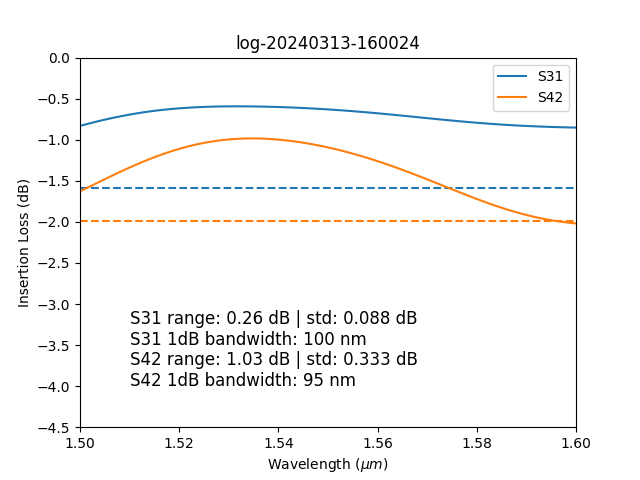 log-20240313-160024
0.0
−0.5
−1.0
−1.5
−2.0
−2.5
−3.0
−3.5
−4.0
−4.5
Insertion Loss (dB)
S31
S42
S31 range: 0.26 dB | std: 0.088 dB
S31 1dB bandwidth: 100 nm
S42 range: 1.03 dB | std: 0.333 dB
S42 1dB bandwidth: 95 nm
1.50 1.52 1.54 1.56 1.58 1.60
Wavelength (μm)